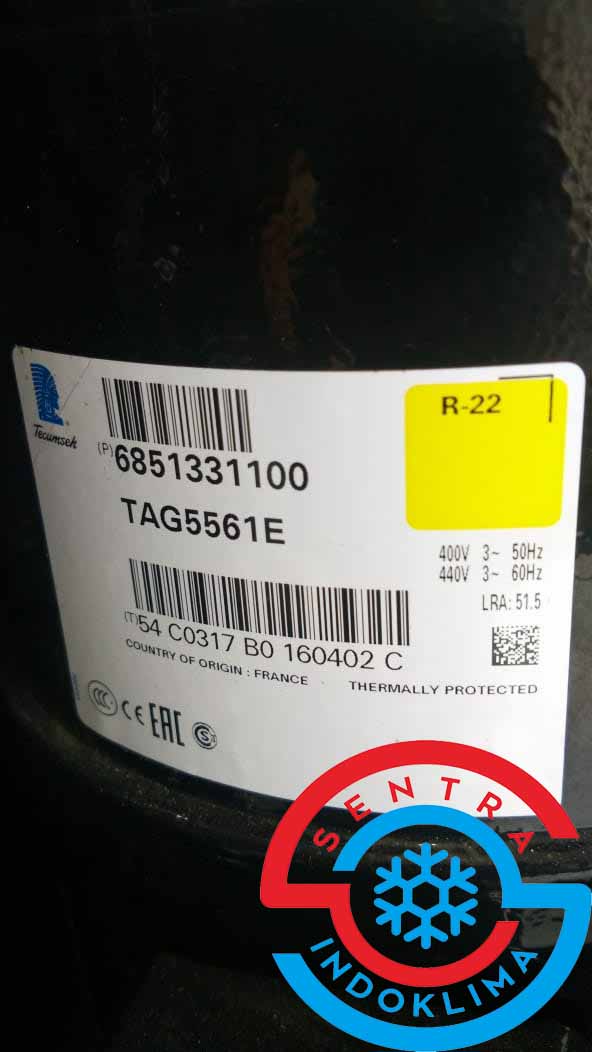 Tecumseh
(P)6851331100
TAG5561E
R-22
400V 3~ 50Hz
440V 3~ 60Hz
LRA: 51.5
(T)54 C0317 B0 160402 C
COUNTRY OF ORIGIN : FRANCE
THERMALLY PROTECTED
CCC CE EAC
SENTRA
INDOKLIMA